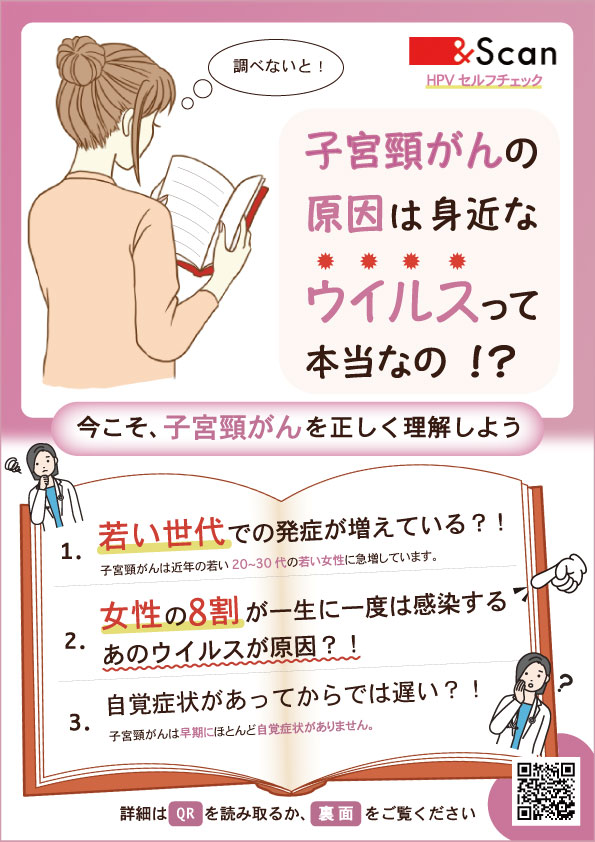 調べないと！
&Scan
HPV セルフチェック
子宮頸がんの
原因は身近な
ウイルスって
本当なの !?
今こそ、子宮頸がんを正しく理解しよう
1. 若い世代での発症が増えている？！
子宮頸がんは近年の若い 20~30 代の若い女性に急増しています。
2. 女性の8割が一生に一度は感染する
あのウイルスが原因？！
?
3. 自覚症状があってからでは遅い？！
子宮頸がんは早期にほとんど自覚症状がありません。
詳細は QR を読み取るか、裏面 をご覧ください